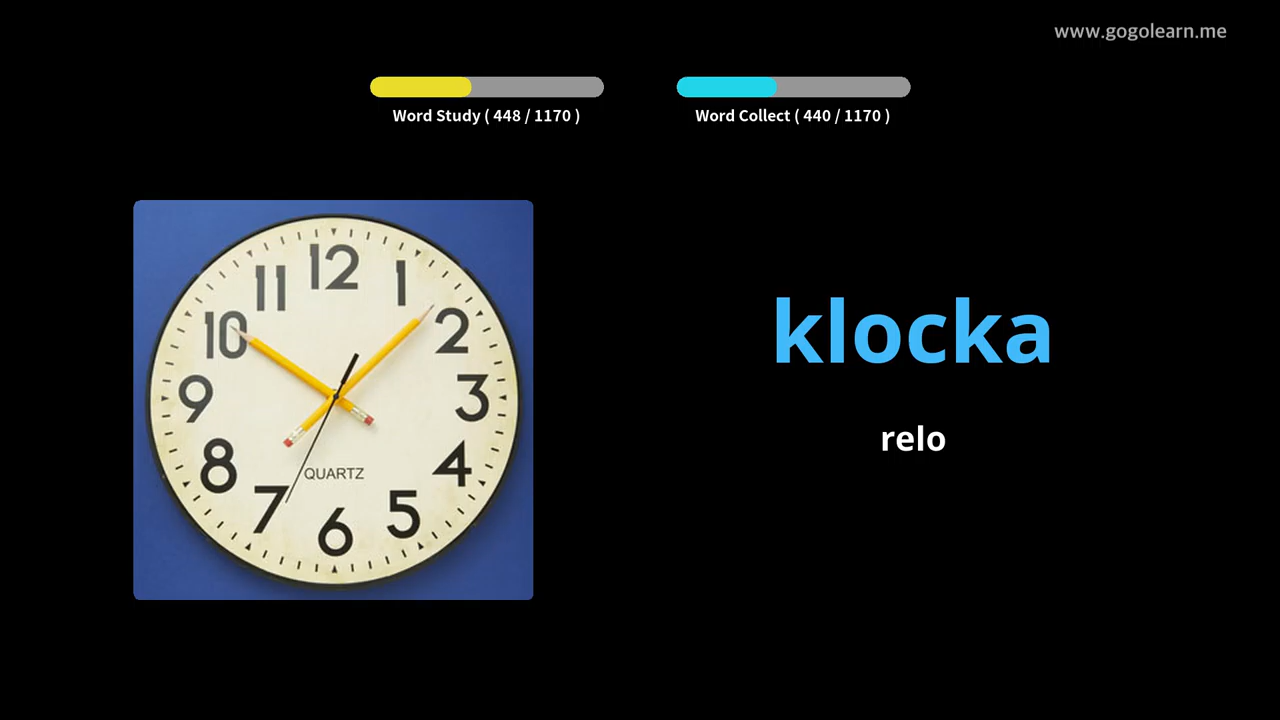 www.gogolearn.me
Word Study ( 448 / 1170 )
Word Collect ( 440 / 1170 )
12
11
1
10
2
9
3
8
4
QUARTZ
7
5
6
klocka
relo